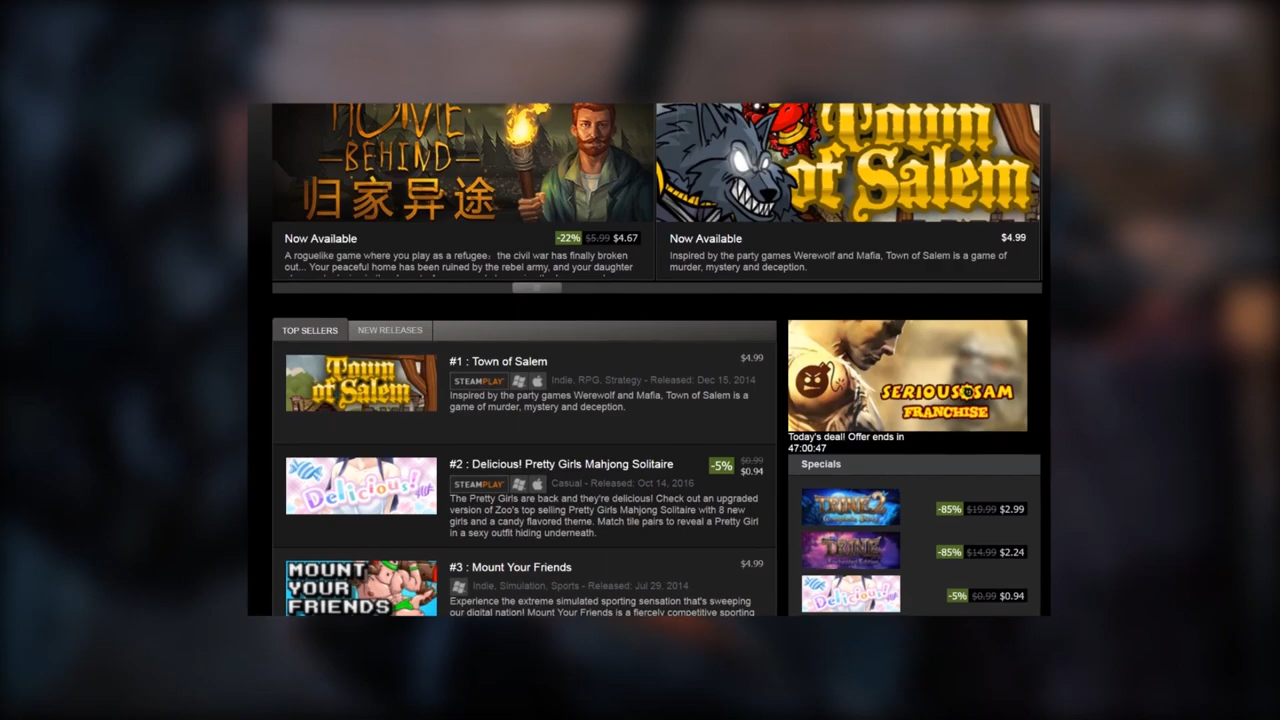 HOME
BEHIND
归家异途
Town
of Salem
Now Available
-22% $5.99 $4.67
A roguelike game where you play as a refugee：the civil war has finally broken
out... Your peaceful home has been ruined by the rebel army, and your daughter
Now Available
$4.99
Inspired by the party games Werewolf and Mafia, Town of Salem is a game of
murder, mystery and deception.
TOP SELLERS
NEW RELEASES
Town
of Salem
#1 : Town of Salem
$4.99
STEAMPLAY
Indie, RPG, Strategy - Released: Dec 15, 2014
Inspired by the party games Werewolf and Mafia, Town of Salem is a
game of murder, mystery and deception.
Delicious!
#2 : Delicious! Pretty Girls Mahjong Solitaire
-5% $0.99
$0.94
STEAMPLAY
Casual - Released: Oct 14, 2016
The Pretty Girls are back and they're delicious! Check out an upgraded
version of Zoo's top selling Pretty Girls Mahjong Solitaire with 8 new
girls and a candy flavored theme. Match tile pairs to reveal a Pretty Girl
in a sexy outfit hiding underneath.
MOUNT
YOUR
FRIENDS
#3 : Mount Your Friends
$4.99
Indie, Simulation, Sports - Released: Jul 29, 2014
Experience the extreme simulated sporting sensation that's sweeping
our digital nation! Mount Your Friends is a fiercely competitive sporting
SERIOUS SAM
FRANCHISE
Today's deal! Offer ends in
47:00:47
Specials
TRINE 2
Complete Story
-85% $19.99 $2.99
TRINE
Enchanted Edition
-85% $14.99 $2.24
Delicious!
-5% $0.99 $0.94